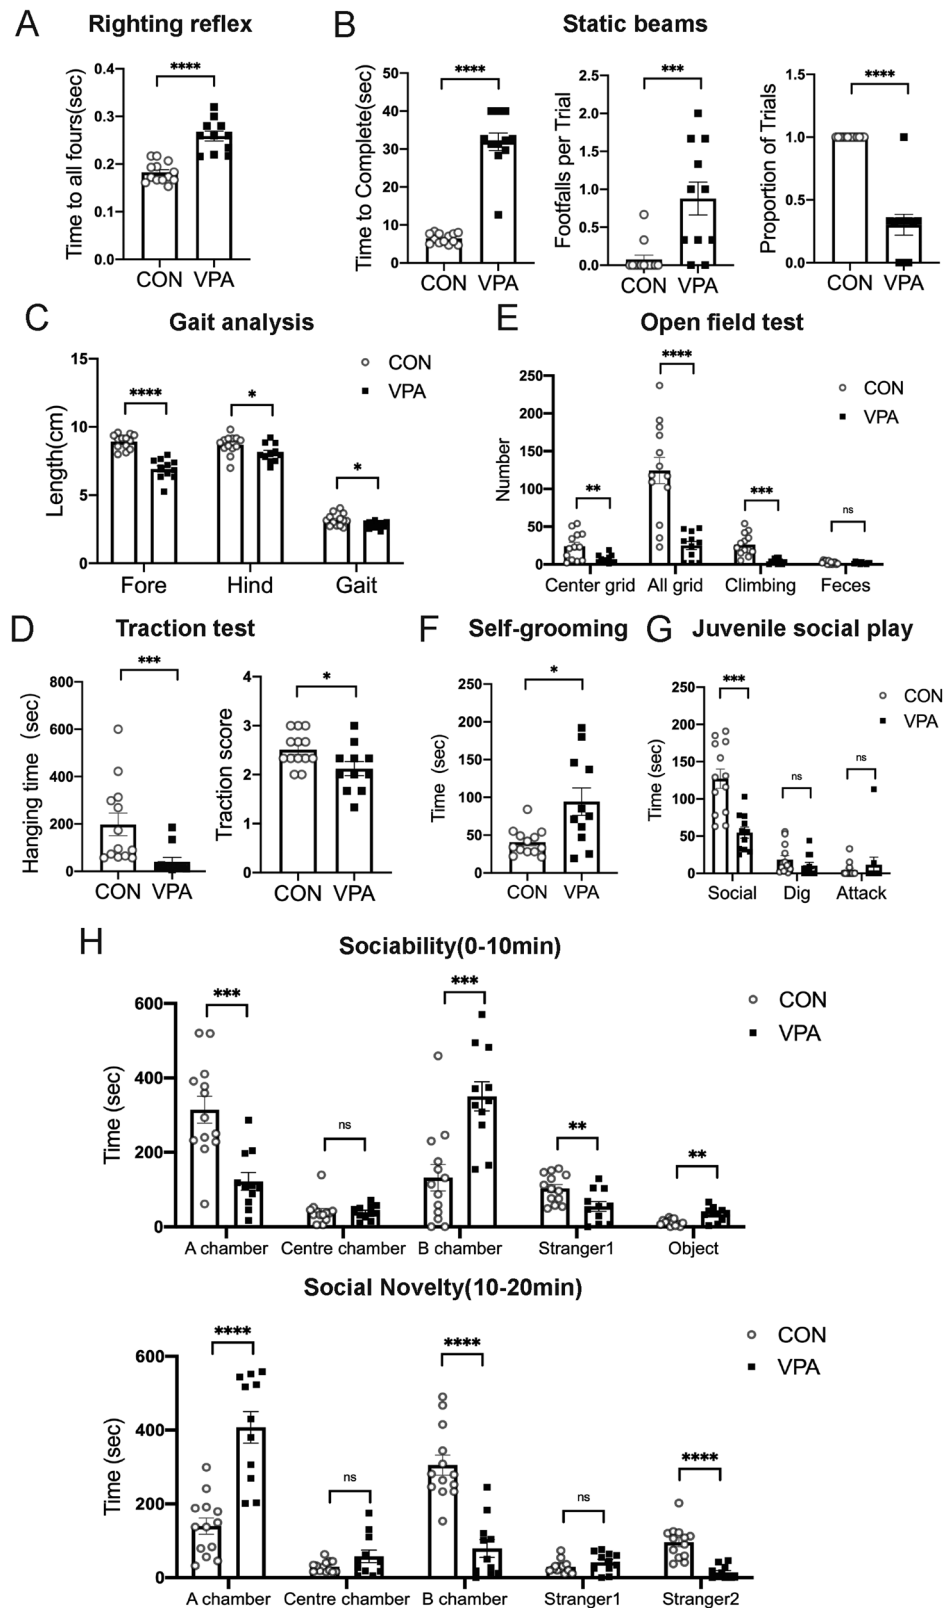 A Righting reflex
Time to all fours(sec)
0.4
0.3
0.2
0.1
0.0
****
CON VPA
B Static beams
Time to Complete(sec)
50
40
30
20
10
0
****
CON VPA
Footfalls per Trial
2.5
2.0
1.5
1.0
0.5
0.0
***
CON VPA
Proportion of Trials
1.5
1.0
0.5
0.0
****
CON VPA
C Gait analysis
Length(cm)
15
10
5
0
****
*
*
CON
VPA
Fore Hind Gait
E Open field test
Number
250
200
150
100
50
0
**
****
***
ns
CON
VPA
Center grid All grid Climbing Feces
D Traction test
Hanging time (sec)
800
600
400
200
0
***
CON VPA
Traction score
4
3
2
1
0
*
CON VPA
F Self-grooming
Time (sec)
250
200
150
100
50
0
*
CON VPA
G Juvenile social play
Time (sec)
250
200
150
100
50
0
***
ns
ns
CON
VPA
Social Dig Attack
H Sociability(0-10min)
Time (sec)
600
400
200
0
***
ns
***
**
**
CON
VPA
A chamber Centre chamber B chamber Stranger1 Object
Social Novelty(10-20min)
Time (sec)
600
400
200
0
****
ns
****
ns
****
CON
VPA
A chamber Centre chamber B chamber Stranger1 Stranger2